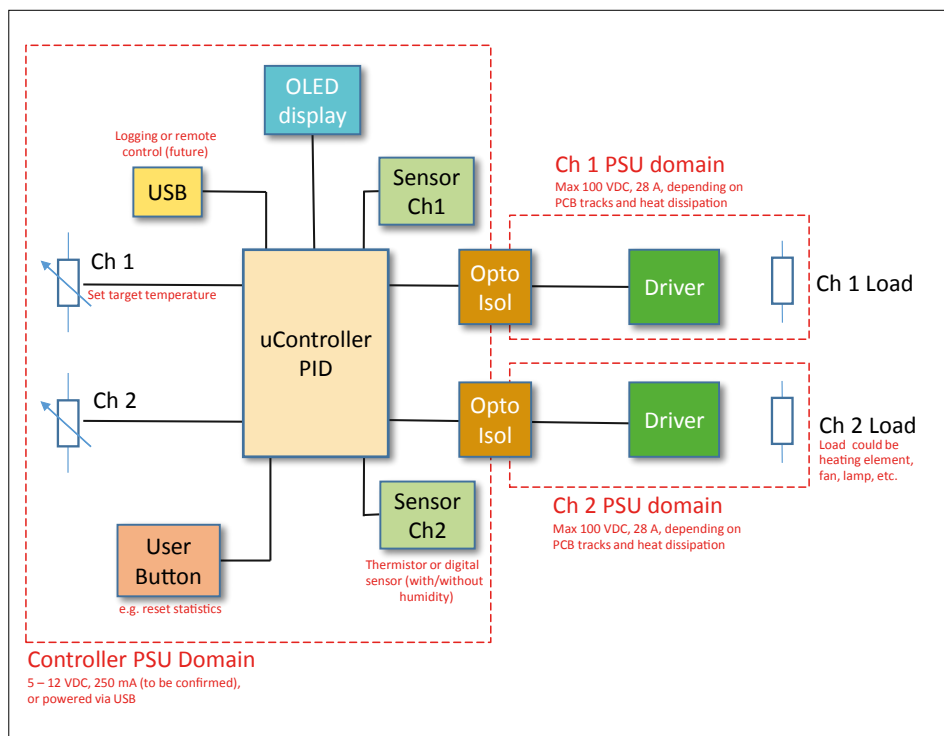 OLED
display
Logging or remote
control (future)
USB
Sensor
Ch1
Ch 1 PSU domain
Max 100 VDC, 28 A, depending on
PCB tracks and heat dissipation
Ch 1
Set target temperature
uController
PID
Opto
Isol
Driver
Ch 1 Load
Ch 2
Opto
Isol
Driver
Ch 2 Load
Load could be
heating element,
fan, lamp, etc.
Ch 2 PSU domain
Max 100 VDC, 28 A, depending on
PCB tracks and heat dissipation
User
Button
e.g. reset statistics
Sensor
Ch2
Thermistor or digital
sensor (with/without
humidity)
Controller PSU Domain
5 – 12 VDC, 250 mA (to be confirmed),
or powered via USB